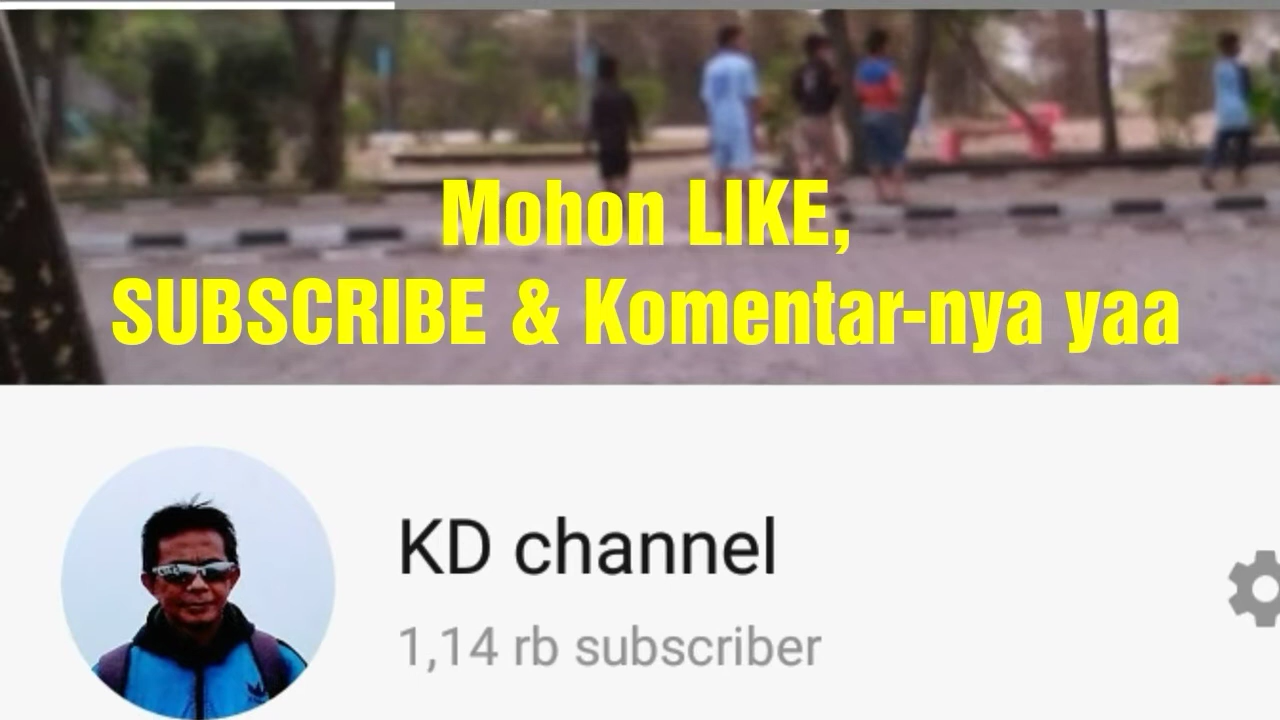 Mohon LIKE,
SUBSCRIBE & Komentar-nya yaa
KD channel
1,14 rb subscriber